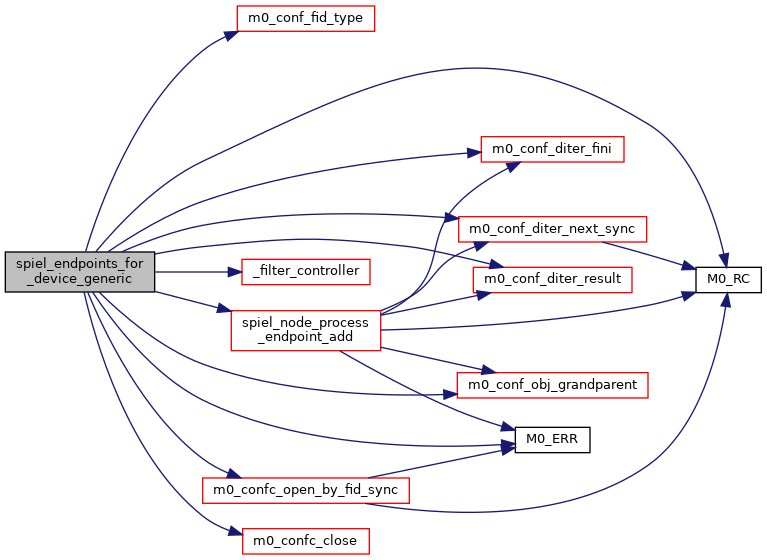 m0_conf_fid_type
m0_conf_diter_fini
m0_conf_diter_next_sync
spiel_endpoints_for
_device_generic
_filter_controller
m0_conf_diter_result
M0_RC
spiel_node_process
_endpoint_add
m0_conf_obj_grandparent
M0_ERR
m0_confc_open_by_fid_sync
m0_confc_close